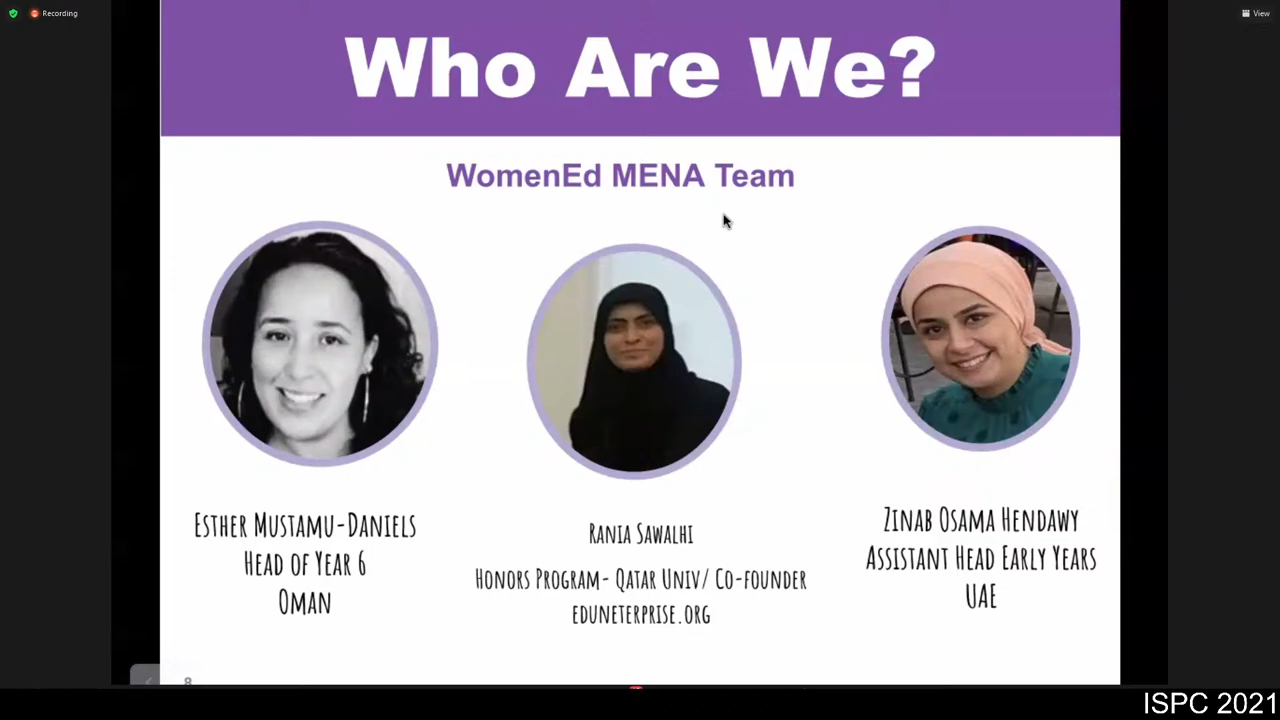 Recording
View
Who Are We?
WomenEd MENA Team
Esther Mustamu-Daniels
Head of Year 6
Oman
Rania Sawalhi
Honors Program- Qatar Univ/ Co-founder
eduneterprise.org
Zinab Osama Hendawy
Assistant Head Early Years
UAE
8
ISPC 2021